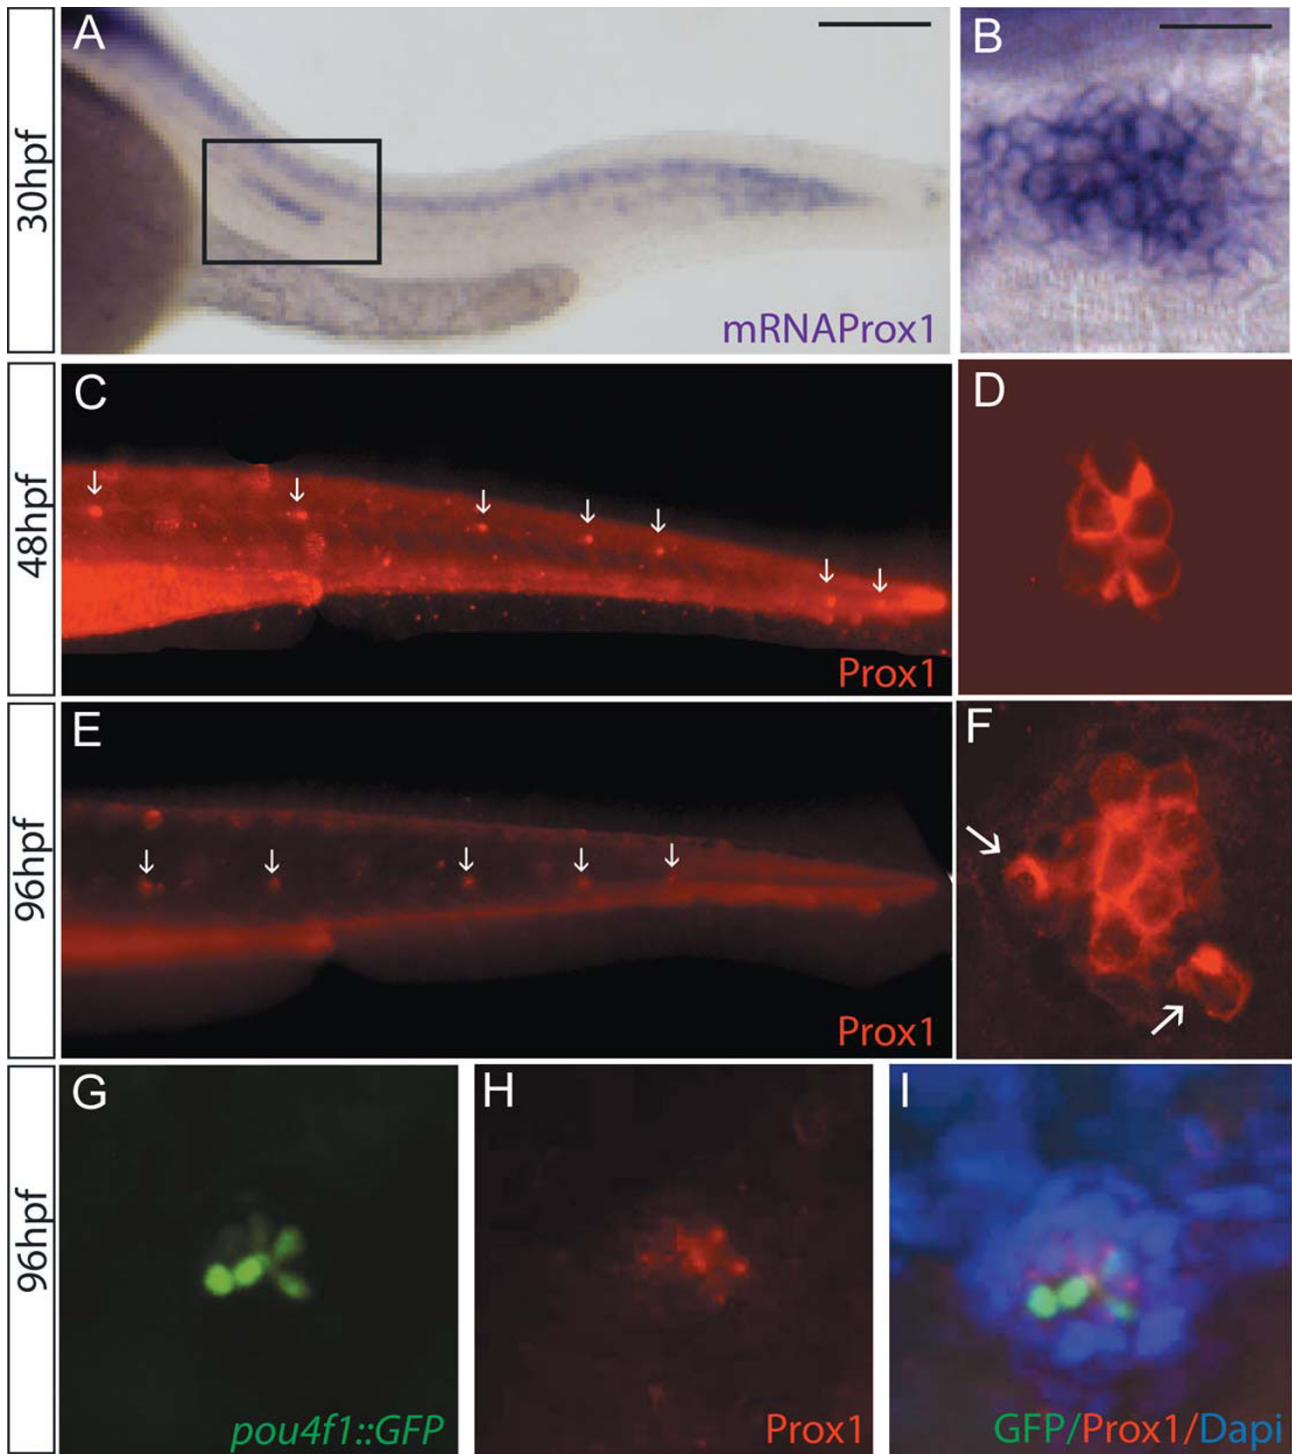 30hpf
A
mRNAProx1
B
48hpf
C
Prox1
D
96hpf
E
Prox1
F
96hpf
G
pou4f1::GFP
H
Prox1
I
GFP/Prox1/Dapi